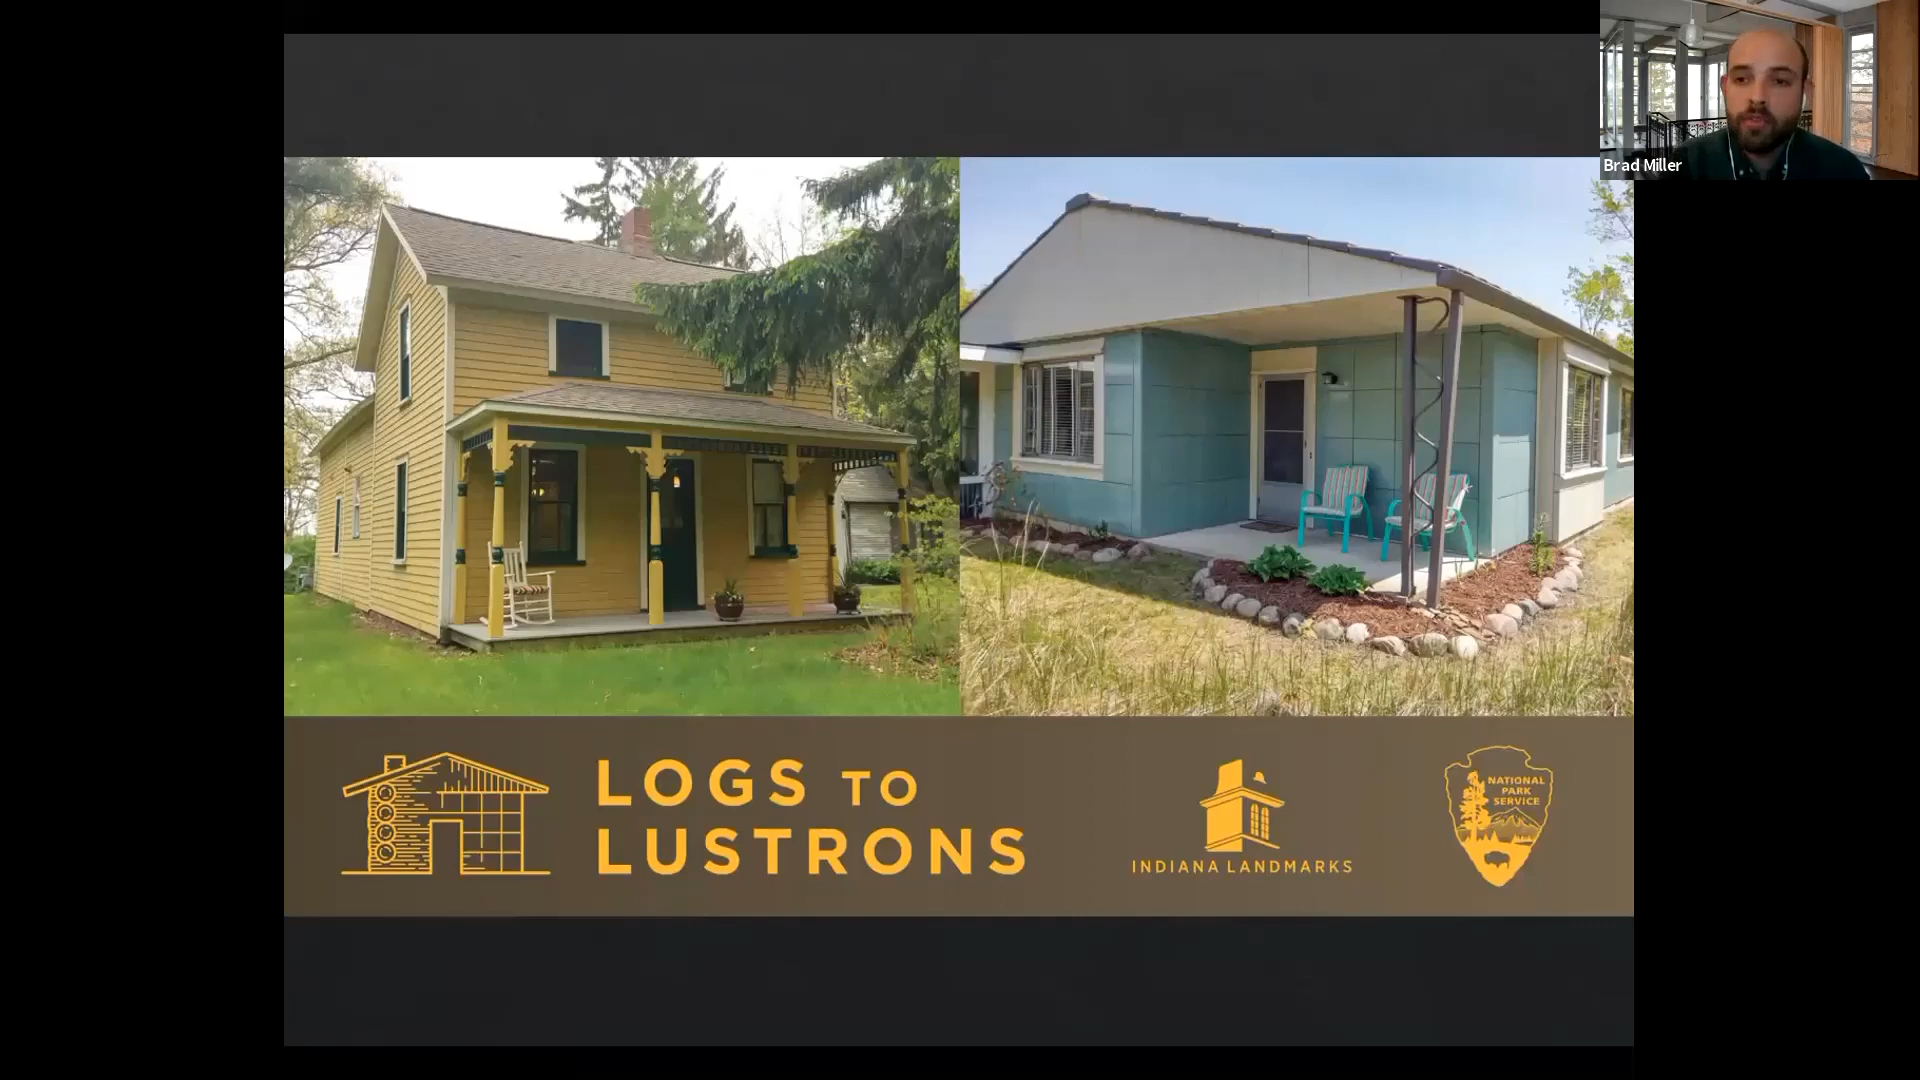 Brad Miller
LOGS TO
LUSTRONS
INDIANA LANDMARKS
NATIONAL
PARK
SERVICE